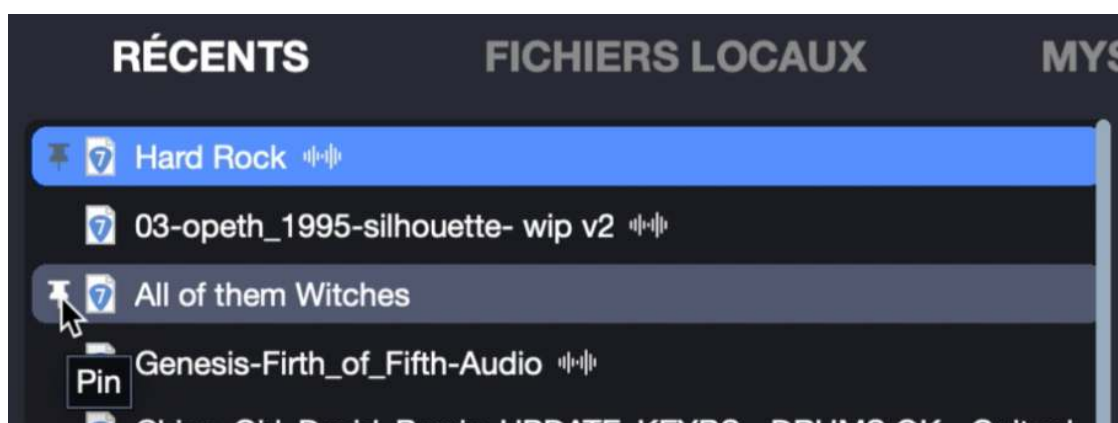 RÉCENTS FICHIERS LOCAUX
Hard Rock
03-opeth_1995-silhouette- wip v2
All of them Witches
Genesis-Firth_of_Fifth-Audio
Pin